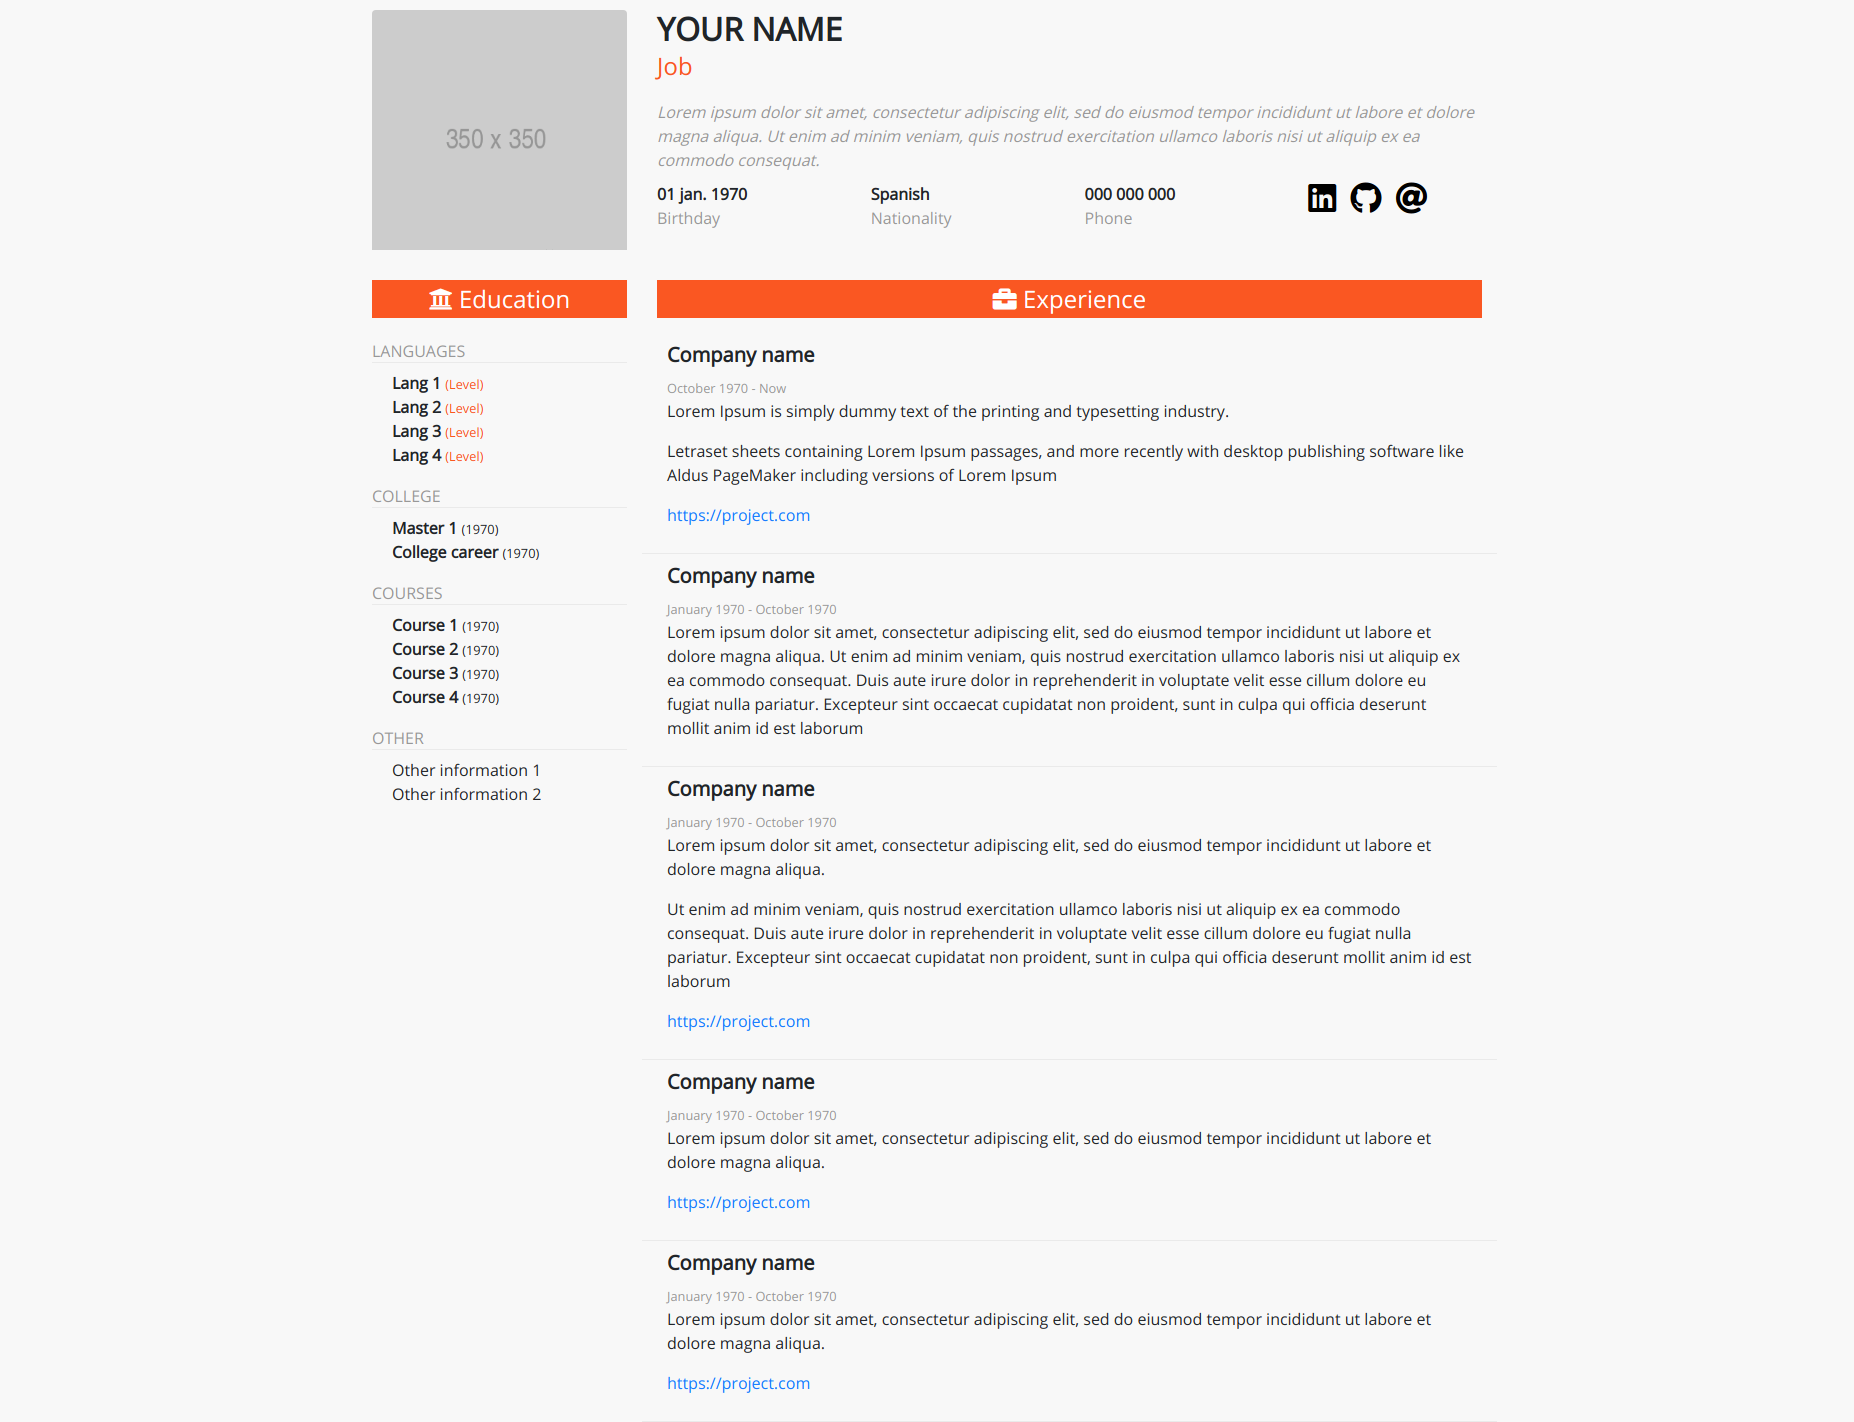 350 x 350
YOUR NAME
Job
Lorem ipsum dolor sit amet, consectetur adipiscing elit, sed do eiusmod tempor incididunt ut labore et dolore
magna aliqua. Ut enim ad minim veniam, quis nostrud exercitation ullamco laboris nisi ut aliquip ex ea
commodo consequat.
01 jan. 1970
Birthday
Spanish
Nationality
000 000 000
Phone
Education
LANGUAGES
Lang 1 (Level)
Lang 2 (Level)
Lang 3 (Level)
Lang 4 (Level)
COLLEGE
Master 1 (1970)
College career (1970)
COURSES
Course 1 (1970)
Course 2 (1970)
Course 3 (1970)
Course 4 (1970)
OTHER
Other information 1
Other information 2
Experience
Company name
October 1970 - Now
Lorem Ipsum is simply dummy text of the printing and typesetting industry.
Letraset sheets containing Lorem Ipsum passages, and more recently with desktop publishing software like
Aldus PageMaker including versions of Lorem Ipsum
https://project.com
Company name
January 1970 - October 1970
Lorem ipsum dolor sit amet, consectetur adipiscing elit, sed do eiusmod tempor incididunt ut labore et
dolore magna aliqua. Ut enim ad minim veniam, quis nostrud exercitation ullamco laboris nisi ut aliquip ex
ea commodo consequat. Duis aute irure dolor in reprehenderit in voluptate velit esse cillum dolore eu
fugiat nulla pariatur. Excepteur sint occaecat cupidatat non proident, sunt in culpa qui officia deserunt
mollit anim id est laborum
Company name
January 1970 - October 1970
Lorem ipsum dolor sit amet, consectetur adipiscing elit, sed do eiusmod tempor incididunt ut labore et
dolore magna aliqua.
Ut enim ad minim veniam, quis nostrud exercitation ullamco laboris nisi ut aliquip ex ea commodo
consequat. Duis aute irure dolor in reprehenderit in voluptate velit esse cillum dolore eu fugiat nulla
pariatur. Excepteur sint occaecat cupidatat non proident, sunt in culpa qui officia deserunt mollit anim id est
laborum
https://project.com
Company name
January 1970 - October 1970
Lorem ipsum dolor sit amet, consectetur adipiscing elit, sed do eiusmod tempor incididunt ut labore et
dolore magna aliqua.
https://project.com
Company name
January 1970 - October 1970
Lorem ipsum dolor sit amet, consectetur adipiscing elit, sed do eiusmod tempor incididunt ut labore et
dolore magna aliqua.
https://project.com